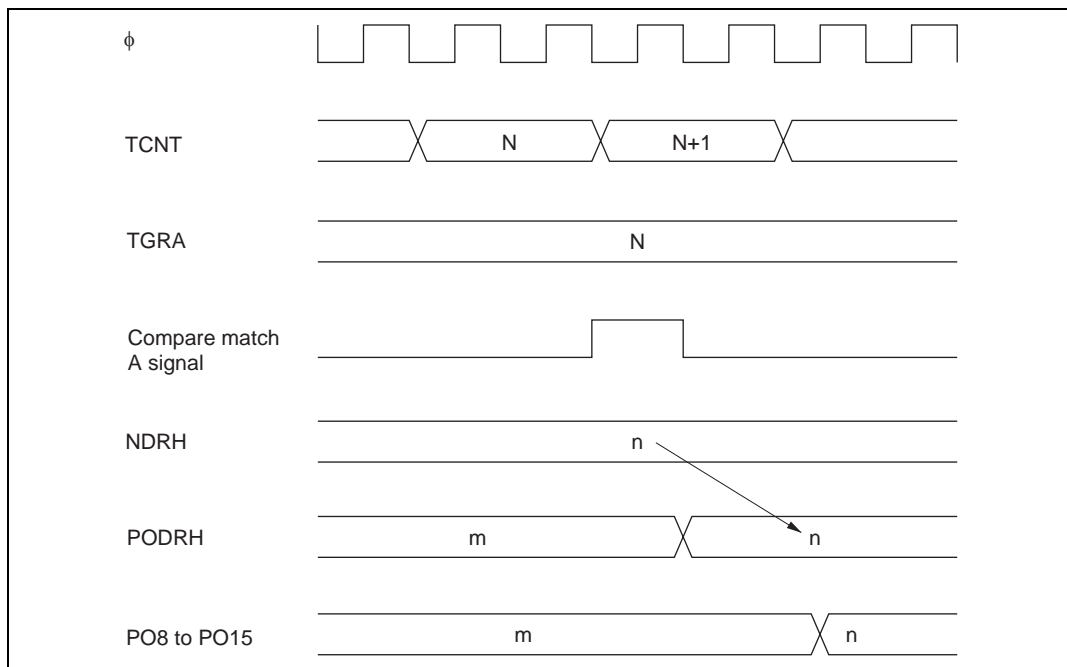 ϕ
TCNT
N
N+1
TGRA
N
Compare match
A signal
NDRH
n
PODRH
m
n
PO8 to PO15
m
n